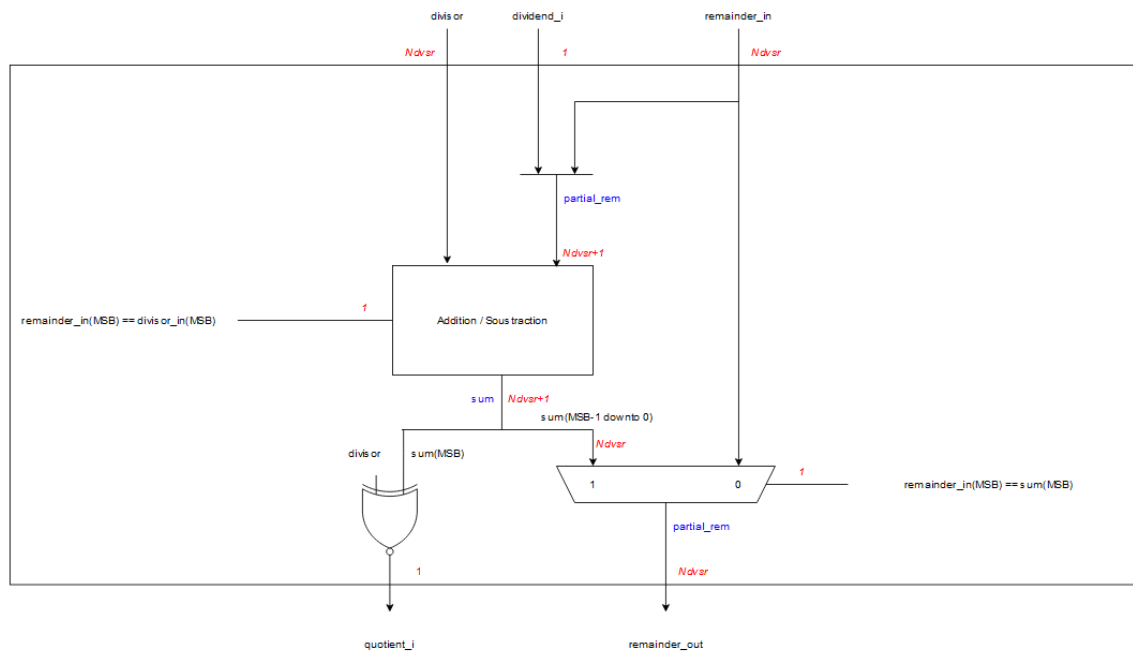 divisor
dividend_i
remainder_in
Ndvsr
1
Ndvsr
partial_rem
Ndvsr+1
1
remainder_in(MSB) == divisor_in(MSB)
Addition / Soustraction
sum
Ndvsr+1
sum(MSB-1 downto 0)
Ndvsr
divisor
sum(MSB)
1
0
1
remainder_in(MSB) == sum(MSB)
partial_rem
1
Ndvsr
quotient_i
remainder_out